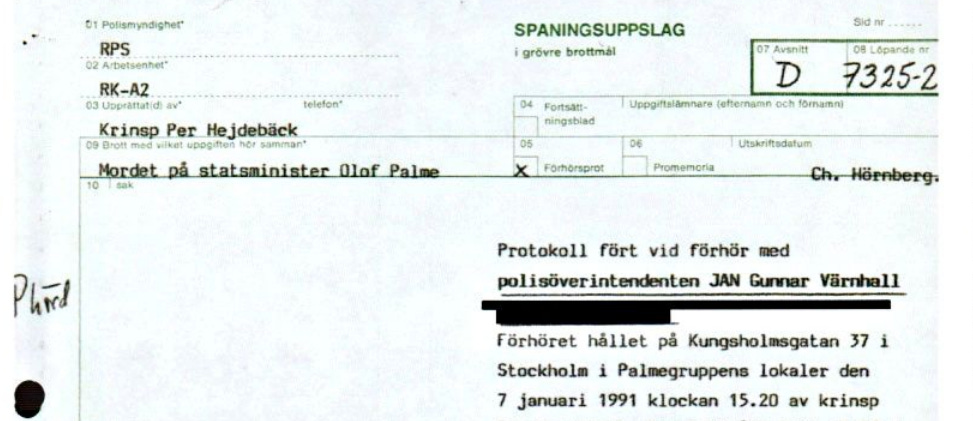 01 Polismyndighet*
RPS
02 Arbetsenhet*
RK-A2
03 Upprättat(d) av* telefon*
Krinsp Per Hejdebäck
09 Brott med vilket uppgiften hör samman*
Mordet på statsminister Olof Palme
10 sak
SPANINGSUPPSLAG
i grövre brottmål
Sid nr ......
07 Avsnitt 08 Löpande nr
D 7325-2
04 Fortsätt-
ningsblad
Uppgiftslämnare (efternamn och förnamn)
05 06 Utskriftsdatum
X Förhörsprot Promemoria Ch. Hörnberg.
Protokoll fört vid förhör med
polisöverintendenten JAN Gunnar Värnhall
Förhöret hållet på Kungsholmsgatan 37 i
Stockholm i Palmegruppens lokaler den
7 januari 1991 klockan 15.20 av krinsp